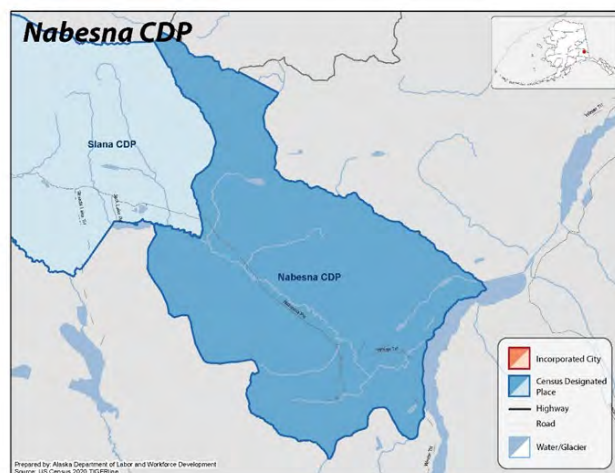 Nabesna CDP
Slana CDP
Nabesna CDP
Incorporated City
Census Designated
Place
Highway
Road
Water/Glacier
Prepared by: Alaska Department of Labor and Workforce Development
Source: US Census 2020 TIGERline